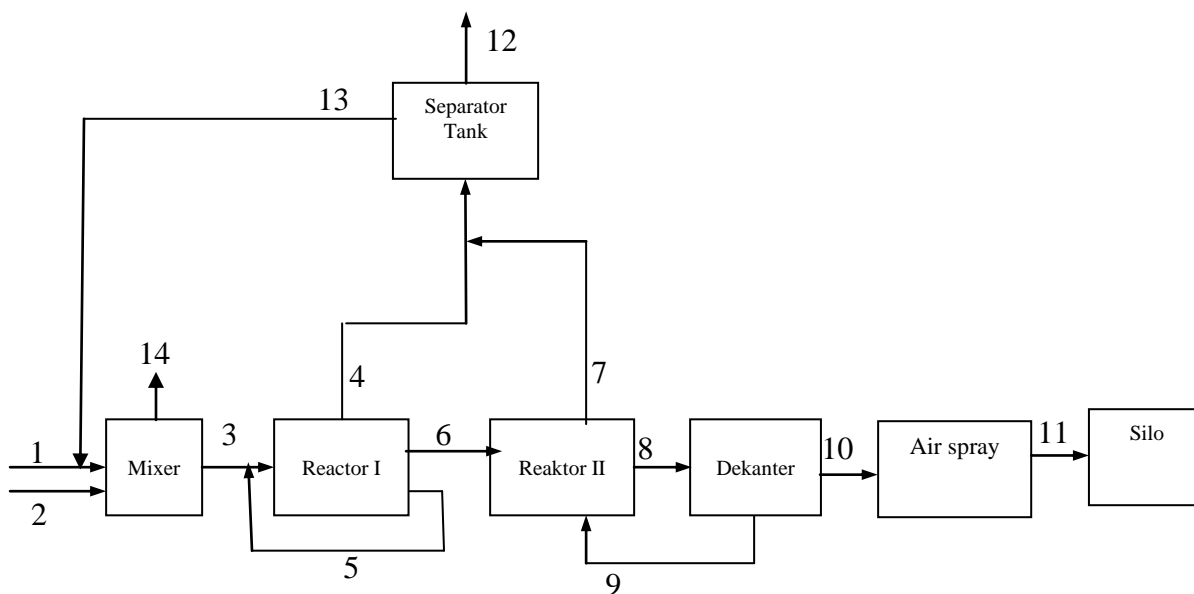 12
13
Separator
Tank
14
4
7
1
3
6
8
10
11
Mixer
Reactor I
Reaktor II
Dekanter
Air spray
Silo
2
5
9